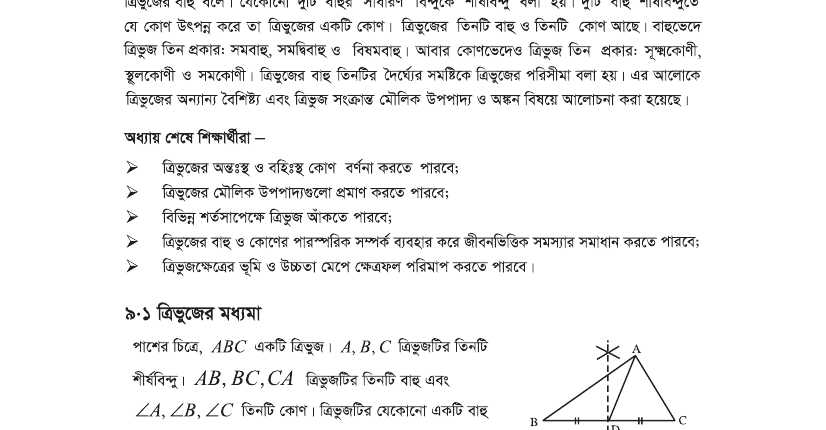 ত্রিভুজের বাহু বলে। যেকোনো দুটি বাহুর সাধারণ বিন্দুকে শীর্ষবিন্দু বলা হয়। দুটি বাহু শীর্ষবিন্দুতে
যে কোণ উৎপন্ন করে তা ত্রিভুজের একটি কোণ। ত্রিভুজের তিনটি বাহু ও তিনটি কোণ আছে। বাহুভেদে
ত্রিভুজ তিন প্রকার: সমবাহু, সমদ্বিবাহু ও বিষমবাহু। আবার কোণভেদেও ত্রিভুজ তিন প্রকার: সূক্ষ্মকোণী,
স্থূলকোণী ও সমকোণী। ত্রিভুজের বাহু তিনটির দৈর্ঘ্যের সমষ্টিকে ত্রিভুজের পরিসীমা বলা হয়। এর আলোকে
ত্রিভুজের অন্যান্য বৈশিষ্ট্য এবং ত্রিভুজ সংক্রান্ত মৌলিক উপপাদ্য ও অঙ্কন বিষয়ে আলোচনা করা হয়েছে।
অধ্যায় শেষে শিক্ষার্থীরা –
➢ ত্রিভুজের অন্তঃস্থ ও বহিঃস্থ কোণ বর্ণনা করতে পারবে;
➢ ত্রিভুজের মৌলিক উপপাদ্যগুলো প্রমাণ করতে পারবে;
➢ বিভিন্ন শর্তসাপেক্ষে ত্রিভুজ আঁকতে পারবে;
➢ ত্রিভুজের বাহু ও কোণের পারস্পরিক সম্পর্ক ব্যবহার করে জীবনভিত্তিক সমস্যার সমাধান করতে পারবে;
➢ ত্রিভুজক্ষেত্রের ভূমি ও উচ্চতা মেপে ক্ষেত্রফল পরিমাপ করতে পারবে।
৯·১ ত্রিভুজের মধ্যমা
পাশের চিত্রে, ABC একটি ত্রিভুজ। A, B, C ত্রিভুজটির তিনটি
শীর্ষবিন্দু। AB, BC, CA ত্রিভুজটির তিনটি বাহু এবং
∠A, ∠B, ∠C তিনটি কোণ। ত্রিভুজটির যেকোনো একটি বাহু
A
B
D
C